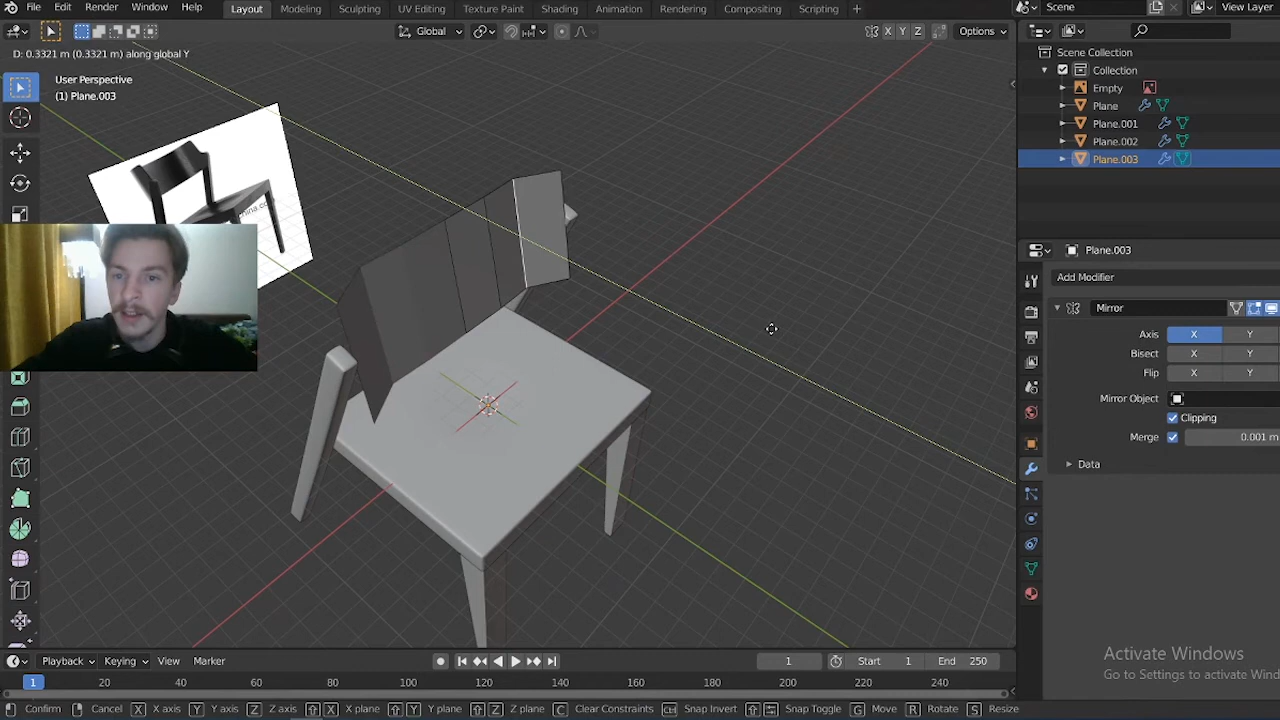 File Edit Render Window Help Layout Modeling Sculpting UV Editing Texture Paint Shading Animation Rendering Compositing Scripting + Scene View Layer
Global Options
D: 0.3321 m (0.3321 m) along global Y
User Perspective
(1) Plane.003
Scene Collection
Collection
Empty
Plane
Plane.001
Plane.002
Plane.003
Plane.003
Add Modifier
Mirror
Axis X Y
Bisect X Y
Flip X Y
Mirror Object
Clipping
Merge 0.001 m
Data
Activate Windows
Go to Settings to activate Wind
Playback Keying View Marker 1 Start 1 End 250
1 20 40 60 80 100 120 140 160 180 200 220 240
Confirm Cancel X X axis Y Y axis Z Z axis X X plane Y Y plane Z Z plane C Clear Constraints Snap Invert Snap Toggle G Move R Rotate S Resize